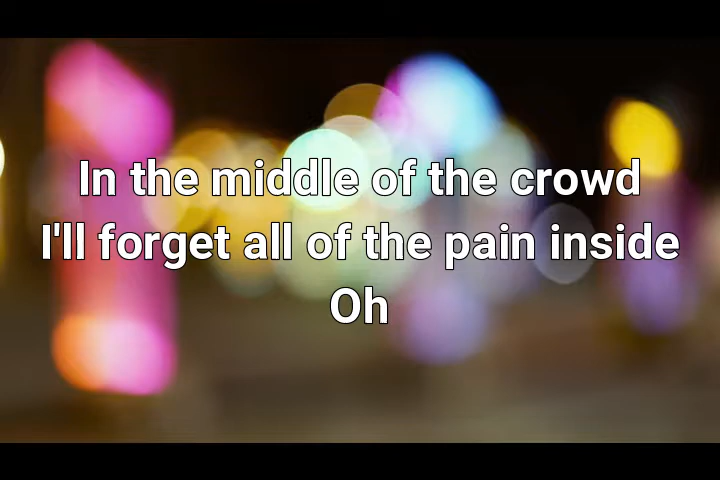 In the middle of the crowd
I'll forget all of the pain inside
Oh